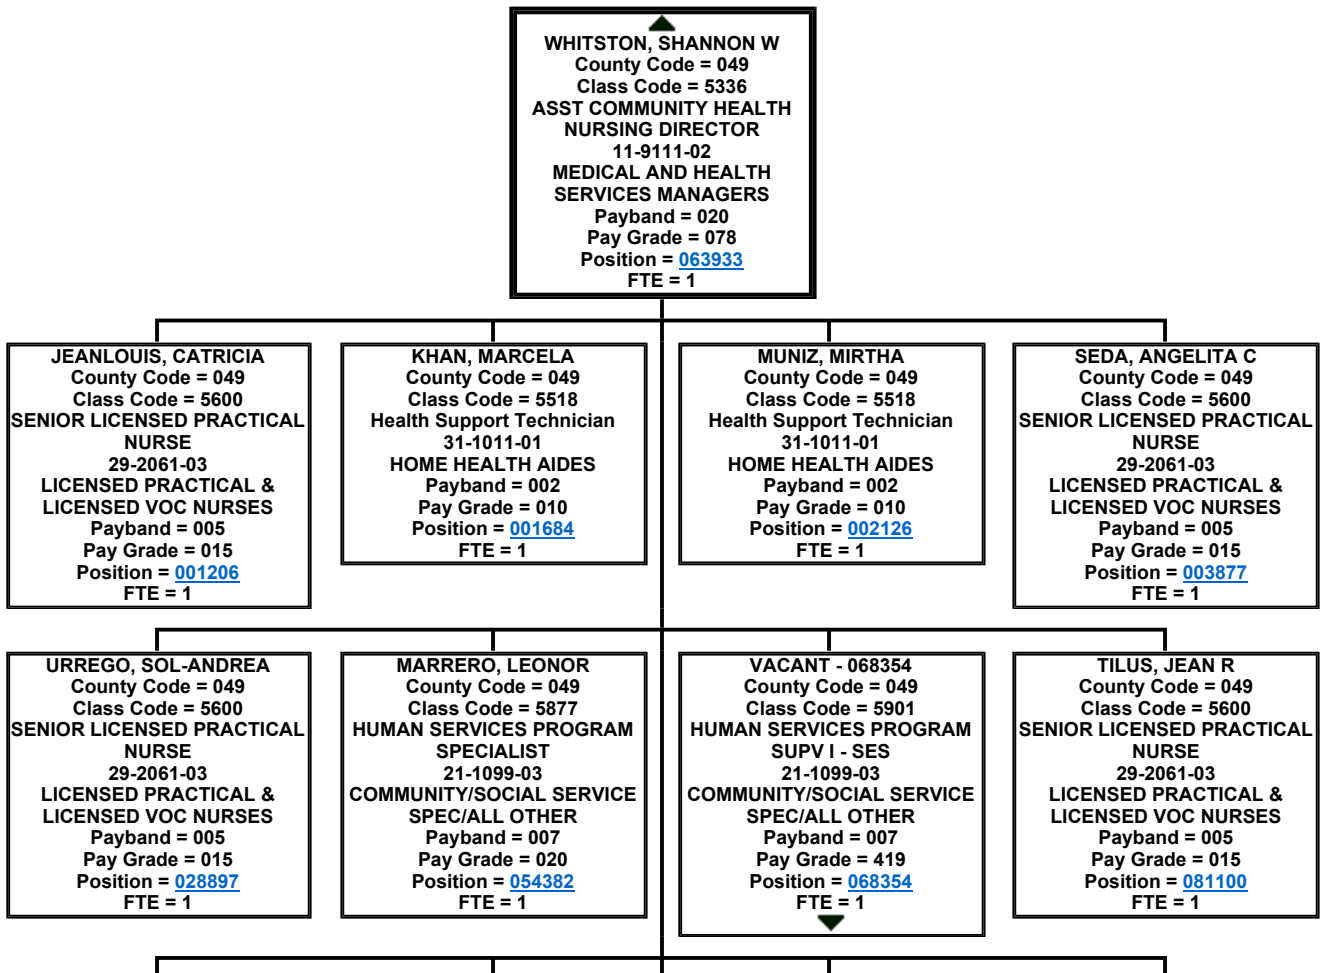 WHITSTON, SHANNON W
County Code = 049
Class Code = 5336
ASST COMMUNITY HEALTH
NURSING DIRECTOR
11-9111-02
MEDICAL AND HEALTH
SERVICES MANAGERS
Payband = 020
Pay Grade = 078
Position = 063933
FTE = 1
JEANLOUIS, CATRICIA
County Code = 049
Class Code = 5600
SENIOR LICENSED PRACTICAL
NURSE
29-2061-03
LICENSED PRACTICAL &
LICENSED VOC NURSES
Payband = 005
Pay Grade = 015
Position = 001206
FTE = 1
KHAN, MARCELA
County Code = 049
Class Code = 5518
Health Support Technician
31-1011-01
HOME HEALTH AIDES
Payband = 002
Pay Grade = 010
Position = 001684
FTE = 1
MUNIZ, MIRTHA
County Code = 049
Class Code = 5518
Health Support Technician
31-1011-01
HOME HEALTH AIDES
Payband = 002
Pay Grade = 010
Position = 002126
FTE = 1
SEDA, ANGELITA C
County Code = 049
Class Code = 5600
SENIOR LICENSED PRACTICAL
NURSE
29-2061-03
LICENSED PRACTICAL &
LICENSED VOC NURSES
Payband = 005
Pay Grade = 015
Position = 003877
FTE = 1
URREGO, SOL-ANDREA
County Code = 049
Class Code = 5600
SENIOR LICENSED PRACTICAL
NURSE
29-2061-03
LICENSED PRACTICAL &
LICENSED VOC NURSES
Payband = 005
Pay Grade = 015
Position = 028897
FTE = 1
MARRERO, LEONOR
County Code = 049
Class Code = 5877
HUMAN SERVICES PROGRAM
SPECIALIST
21-1099-03
COMMUNITY/SOCIAL SERVICE
SPEC/ALL OTHER
Payband = 007
Pay Grade = 020
Position = 054382
FTE = 1
VACANT - 068354
County Code = 049
Class Code = 5901
HUMAN SERVICES PROGRAM
SUPV I - SES
21-1099-03
COMMUNITY/SOCIAL SERVICE
SPEC/ALL OTHER
Payband = 007
Pay Grade = 419
Position = 068354
FTE = 1
TILUS, JEAN R
County Code = 049
Class Code = 5600
SENIOR LICENSED PRACTICAL
NURSE
29-2061-03
LICENSED PRACTICAL &
LICENSED VOC NURSES
Payband = 005
Pay Grade = 015
Position = 081100
FTE = 1